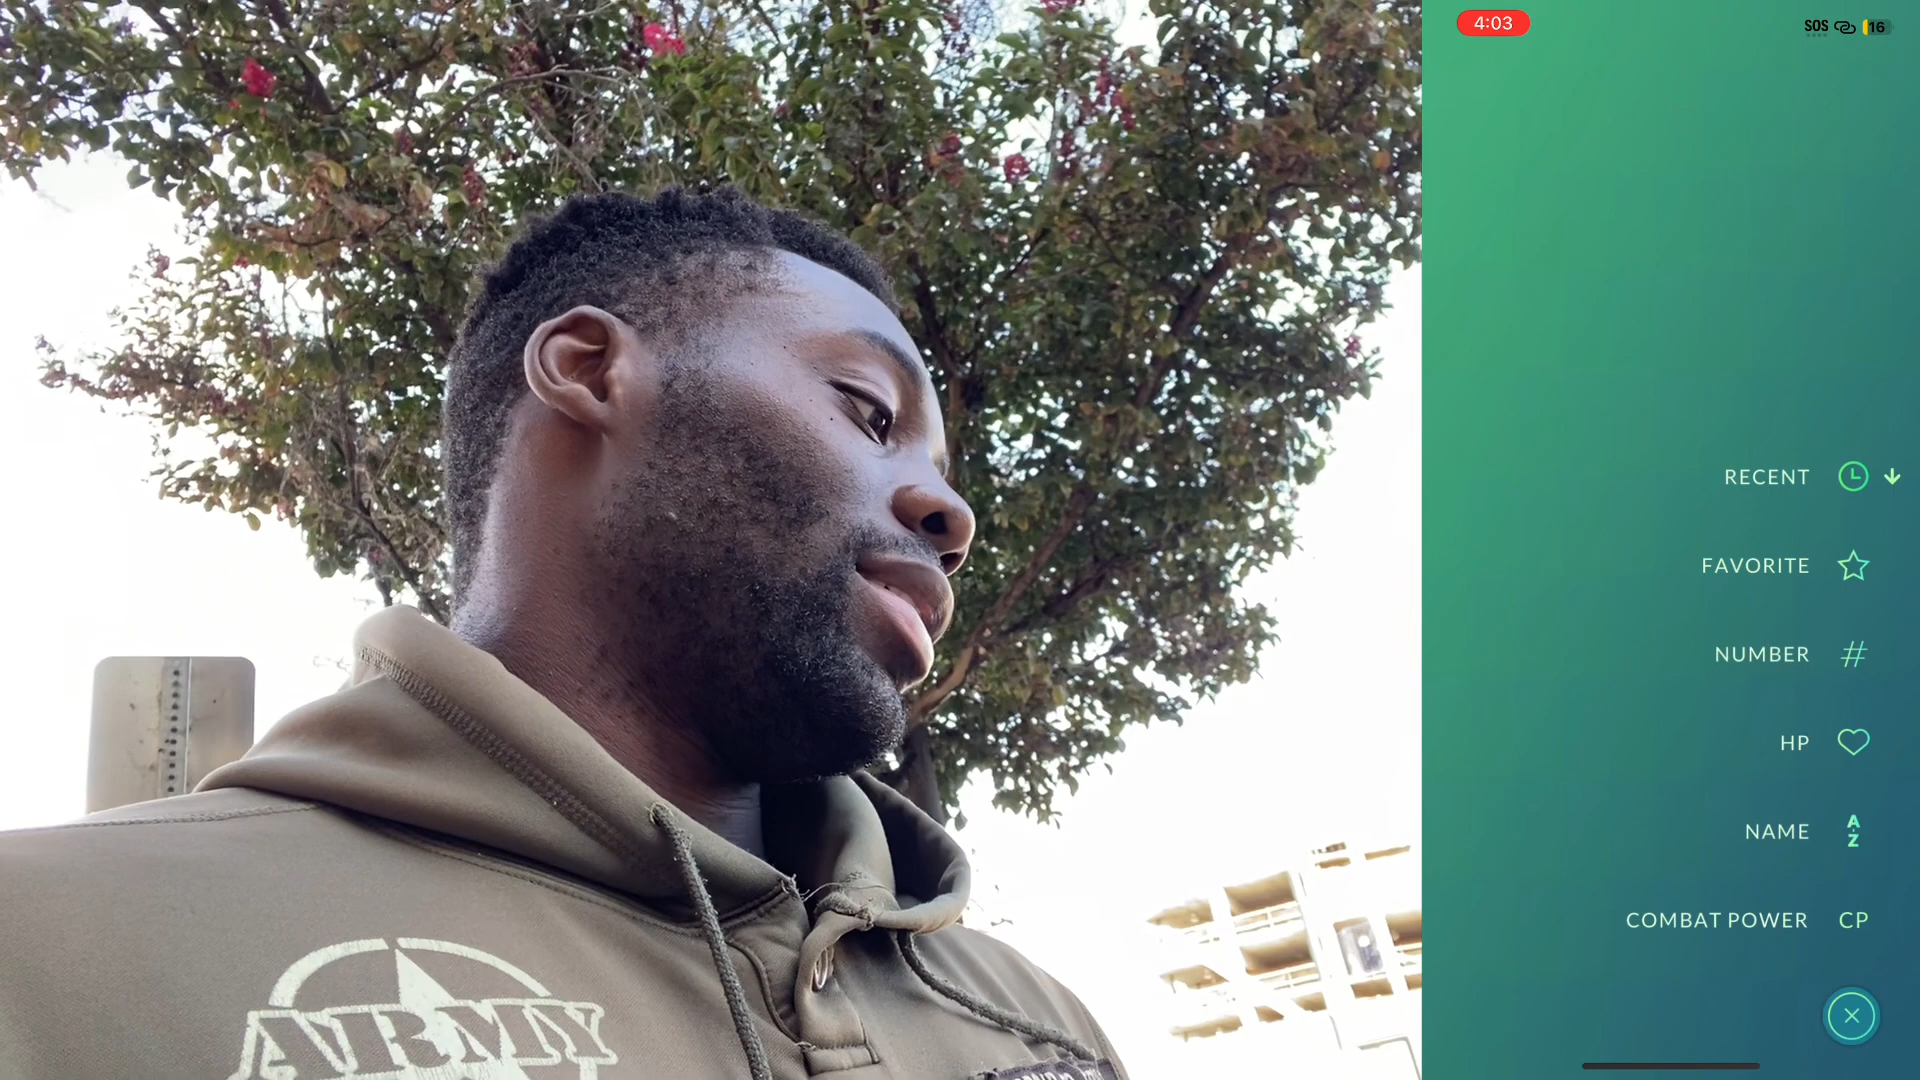 4:03
SOS
16
RECENT
FAVORITE
NUMBER #
HP
NAME A-Z
COMBAT POWER CP
ARMY